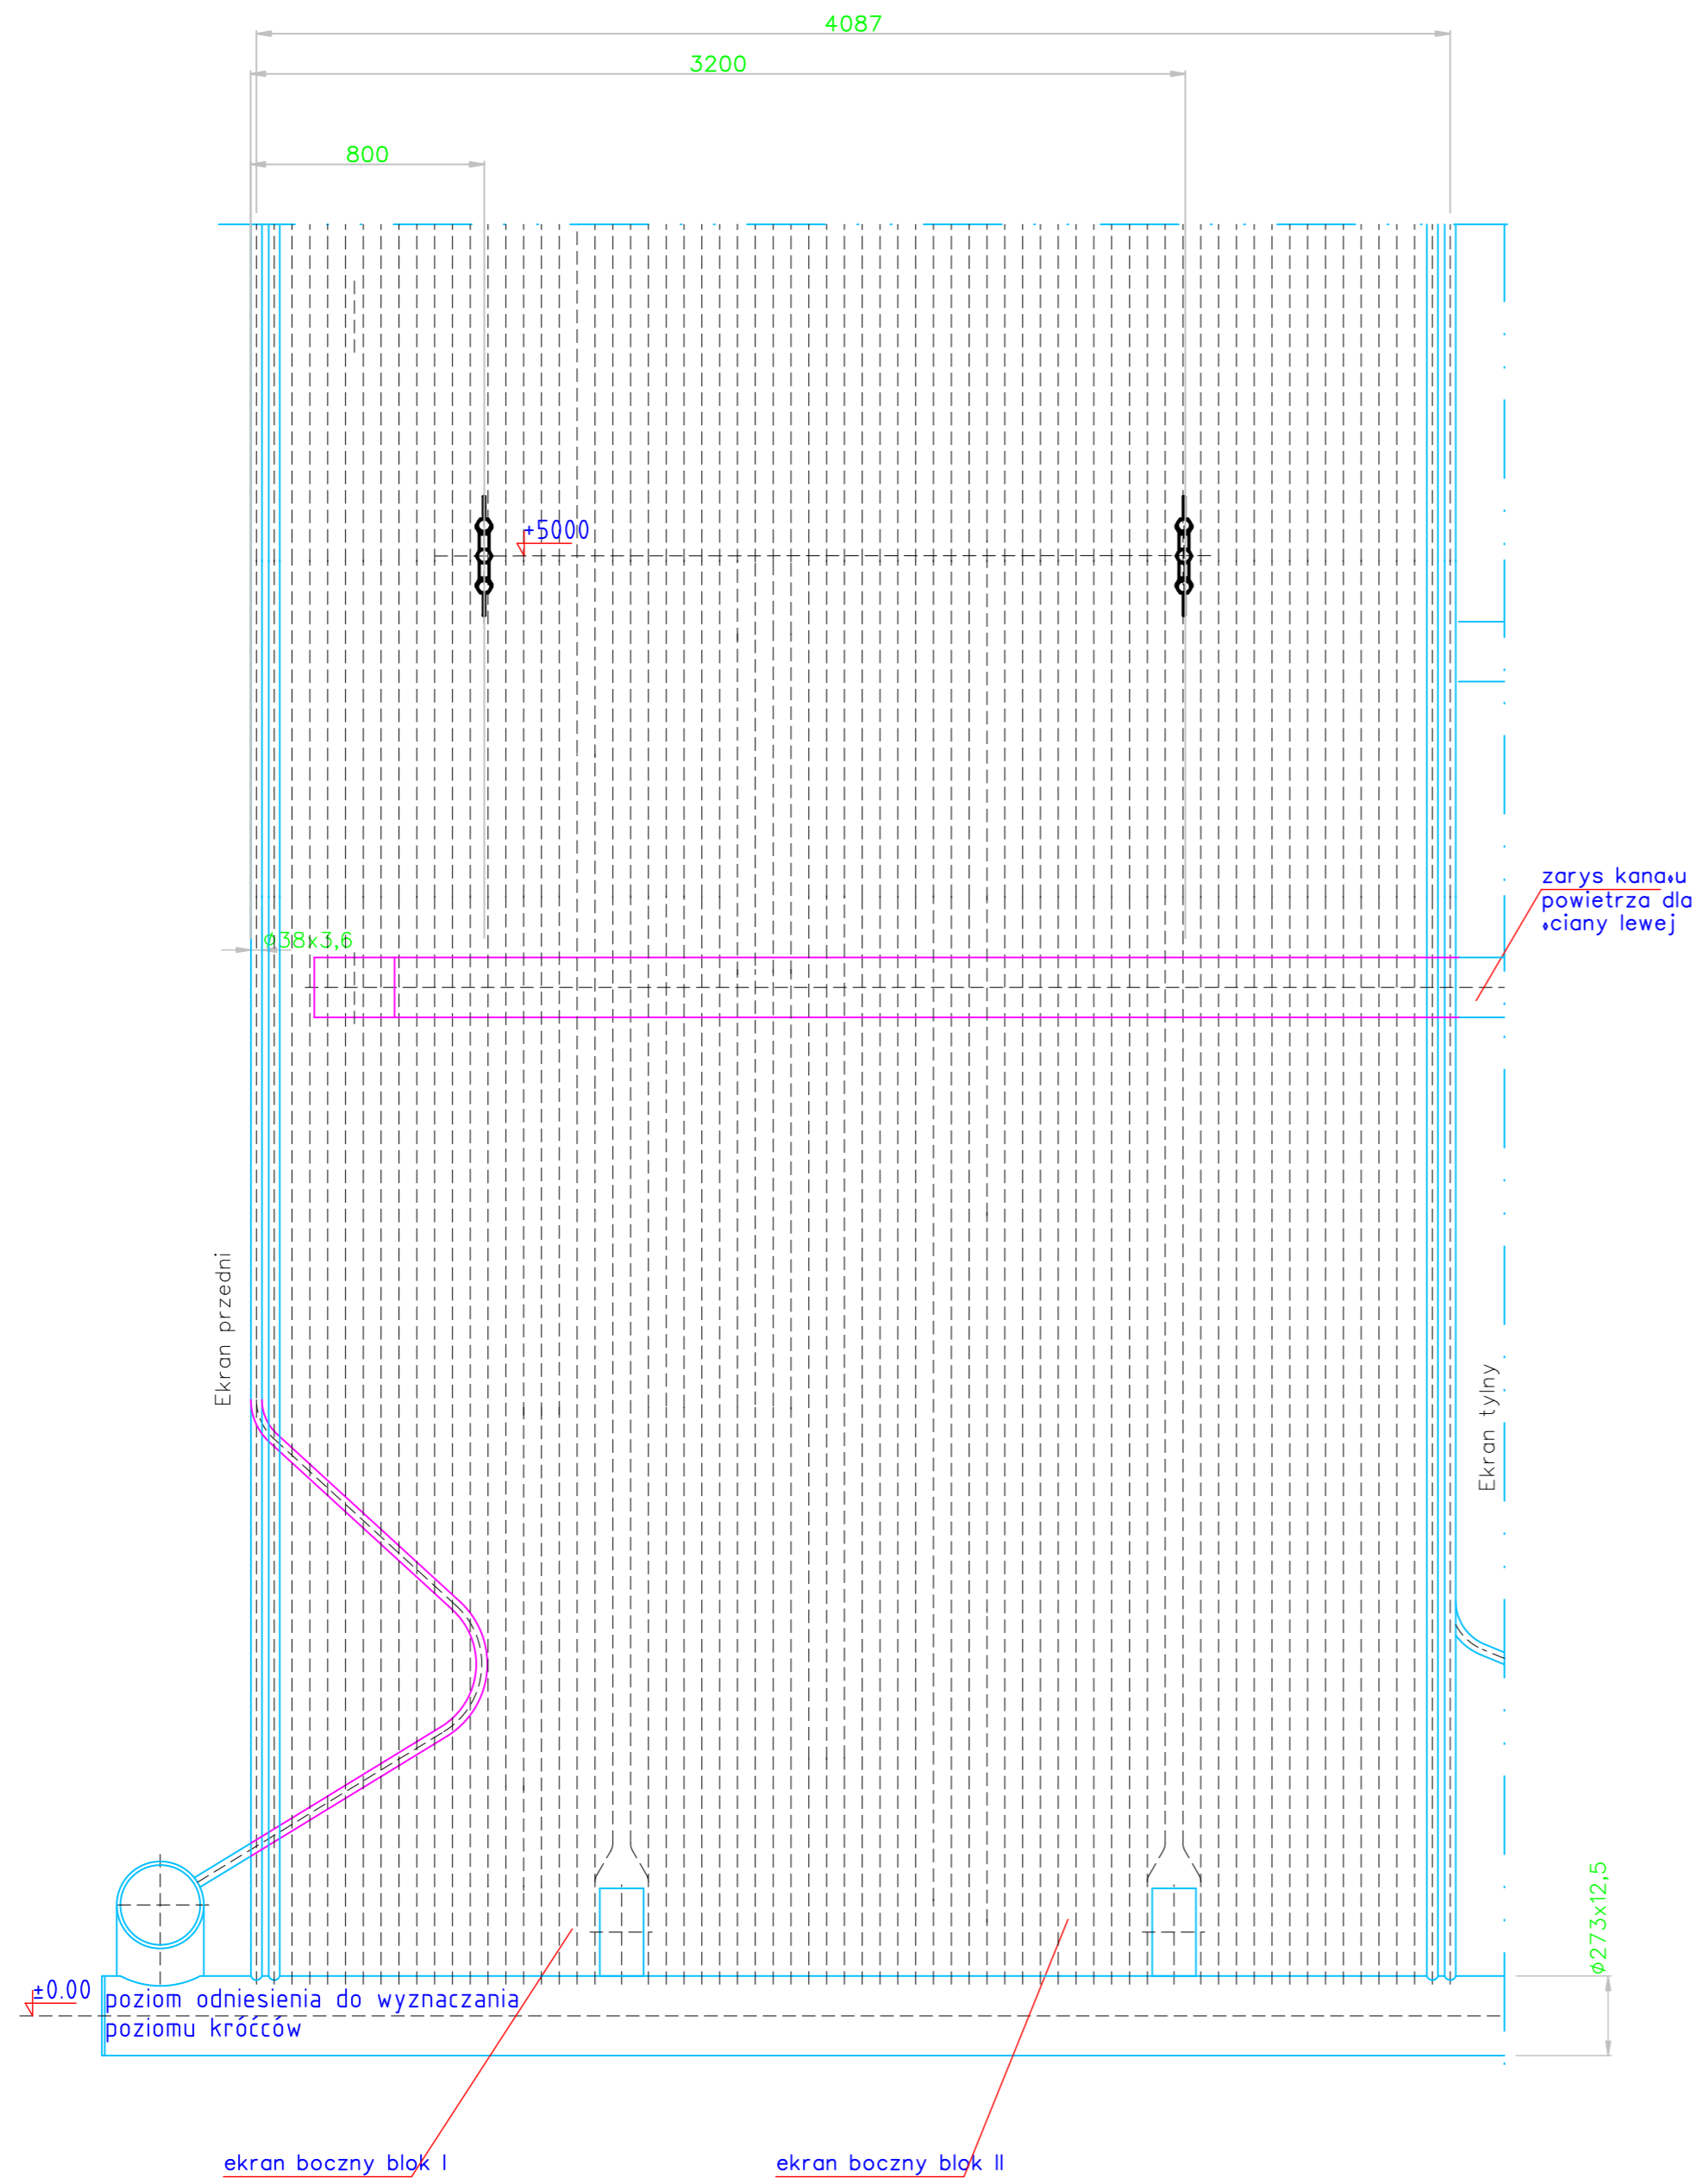 4087
3200
800
+5000
zarys kana⬧u
powietrza dla
⬧ciany lewej
ϕ38x3,6
Ekran przedni
Ekran tylny
ϕ273x12,5
±0.00
poziom odniesienia do wyznaczania
poziomu króćców
ekran boczny blok I
ekran boczny blok II